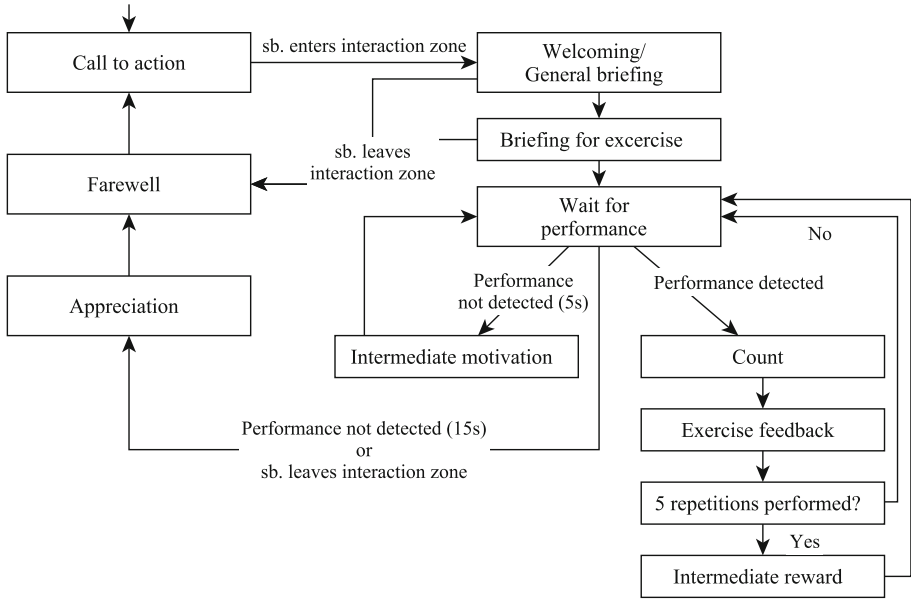 Call to action
sb. enters interaction zone
Welcoming/
General briefing
Briefing for excercise
sb. leaves
interaction zone
Farewell
Wait for
performance
No
Performance
not detected (5s)
Performance detected
Appreciation
Intermediate motivation
Count
Performance not detected (15s)
or
sb. leaves interaction zone
Exercise feedback
5 repetitions performed?
Yes
Intermediate reward